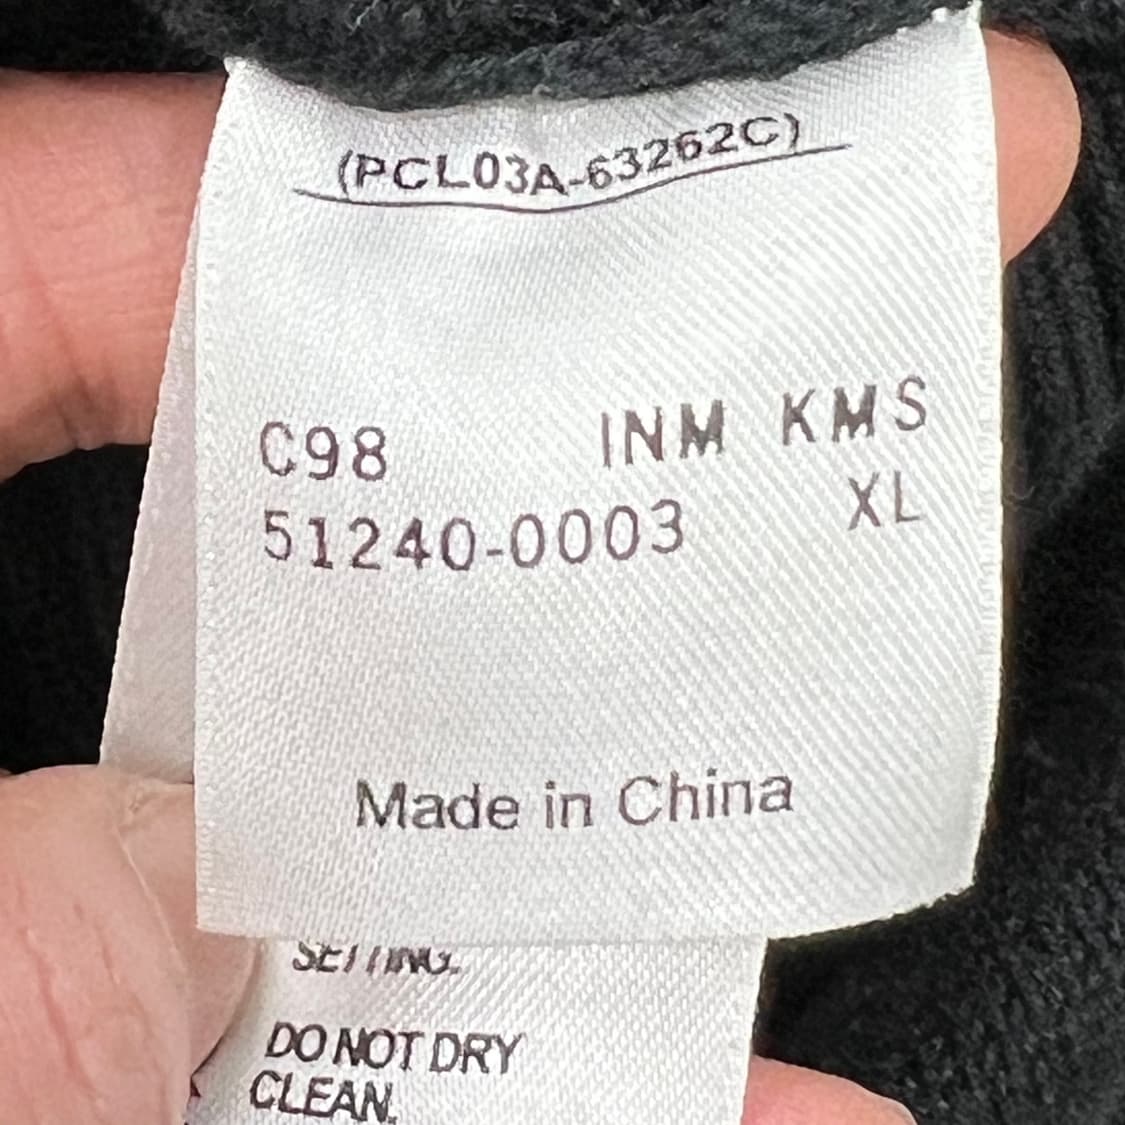 (PCL03A-63262C)
C98 INM KMS
51240-0003 XL
Made in China
SETTING.
DO NOT DRY
CLEAN.